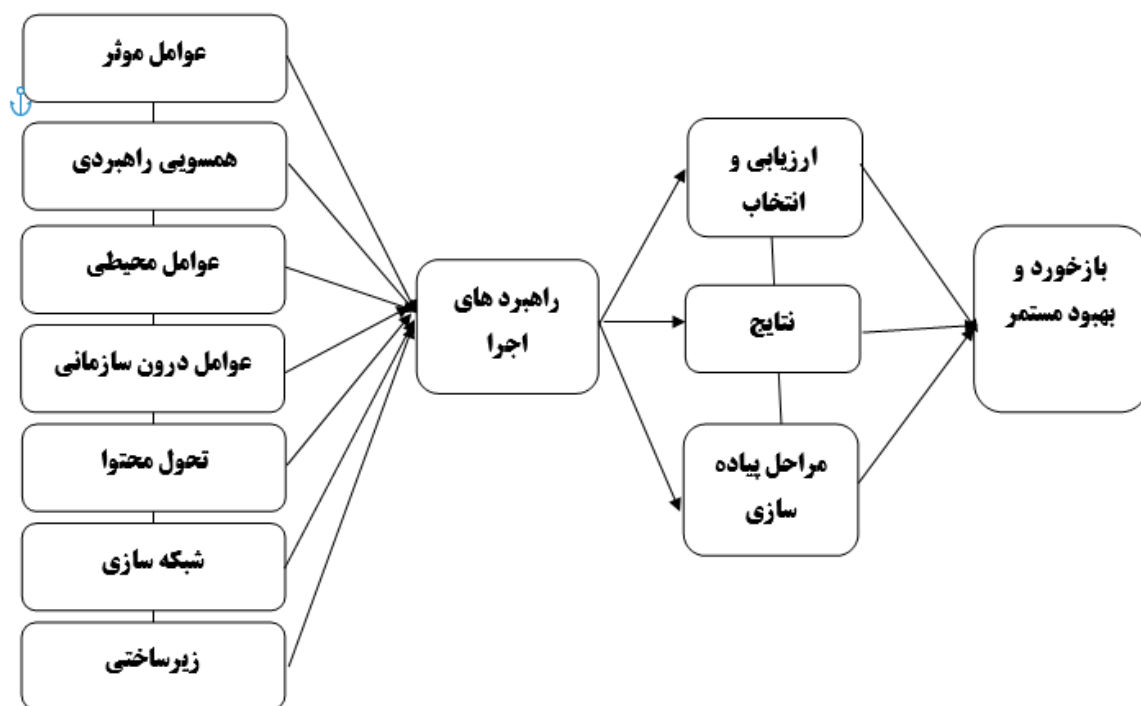 عوامل موثر
همسویی راهبردی
عوامل محیطی
عوامل درون سازمانی
تحول محتوا
شبکه سازی
زیرساختی
راهبرد های
اجرا
ارزیابی و
انتخاب
نتایج
مراحل پیاده
سازی
بازخورد و
بهبود مستمر